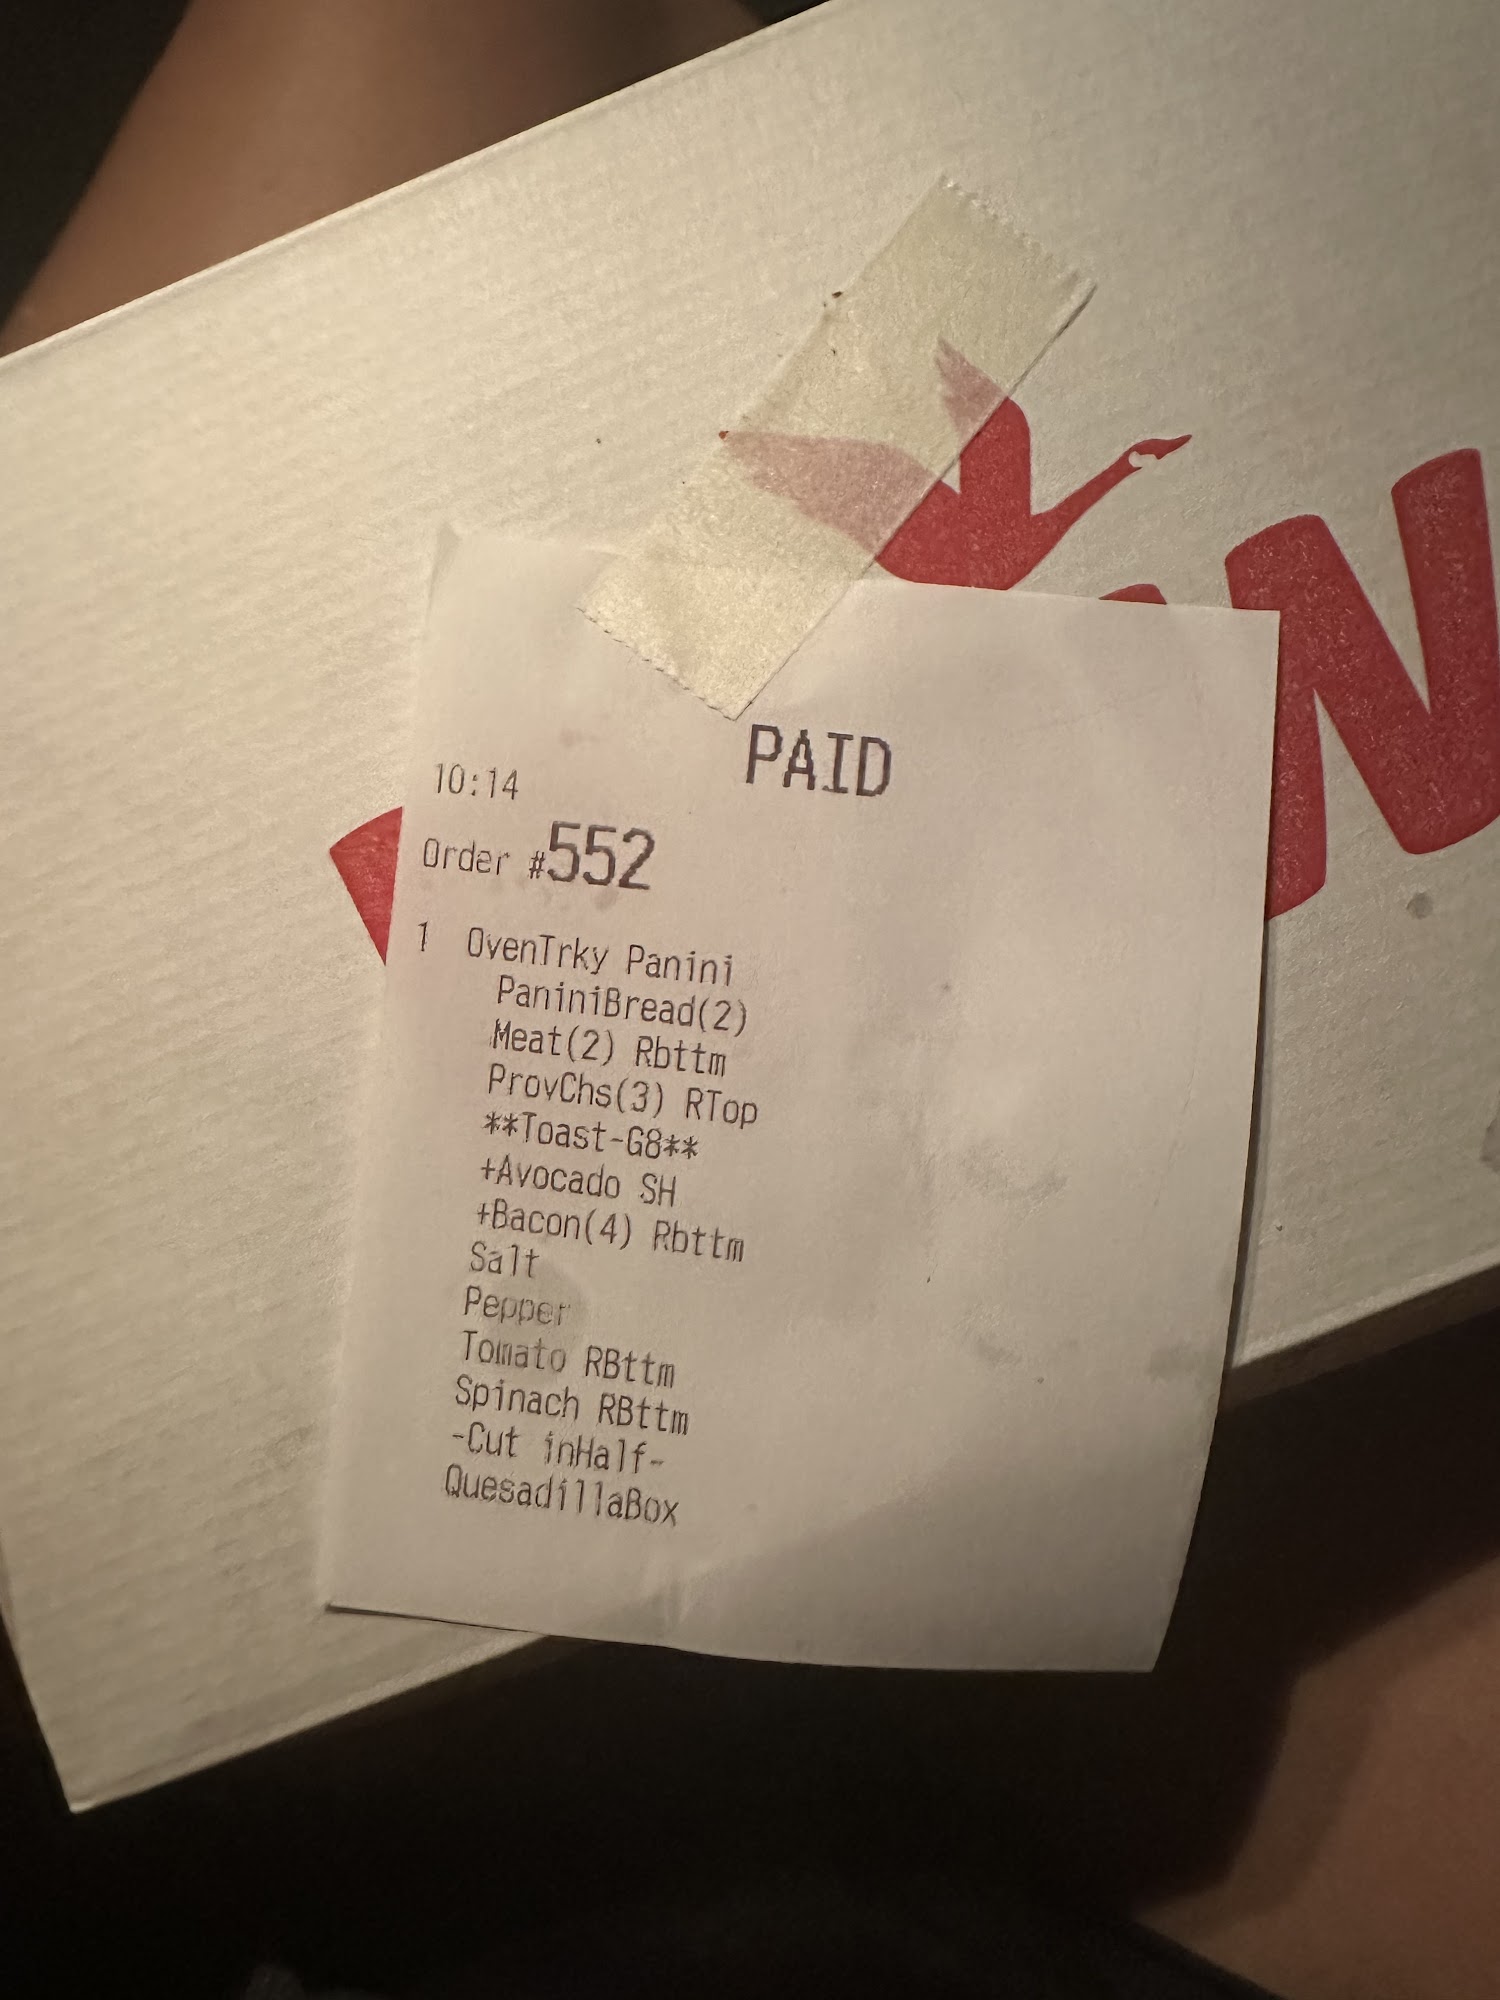 PAID
10:14
Order #552
1 OvenTrky Panini
PaniniBread(2)
Meat(2) Rbttm
ProvChs(3) RTop
**Toast-G8**
+Avocado SH
+Bacon(4) Rbttm
Salt
Pepper
Tomato RBttm
Spinach RBttm
-Cut inHalf-
QuesadillaBox